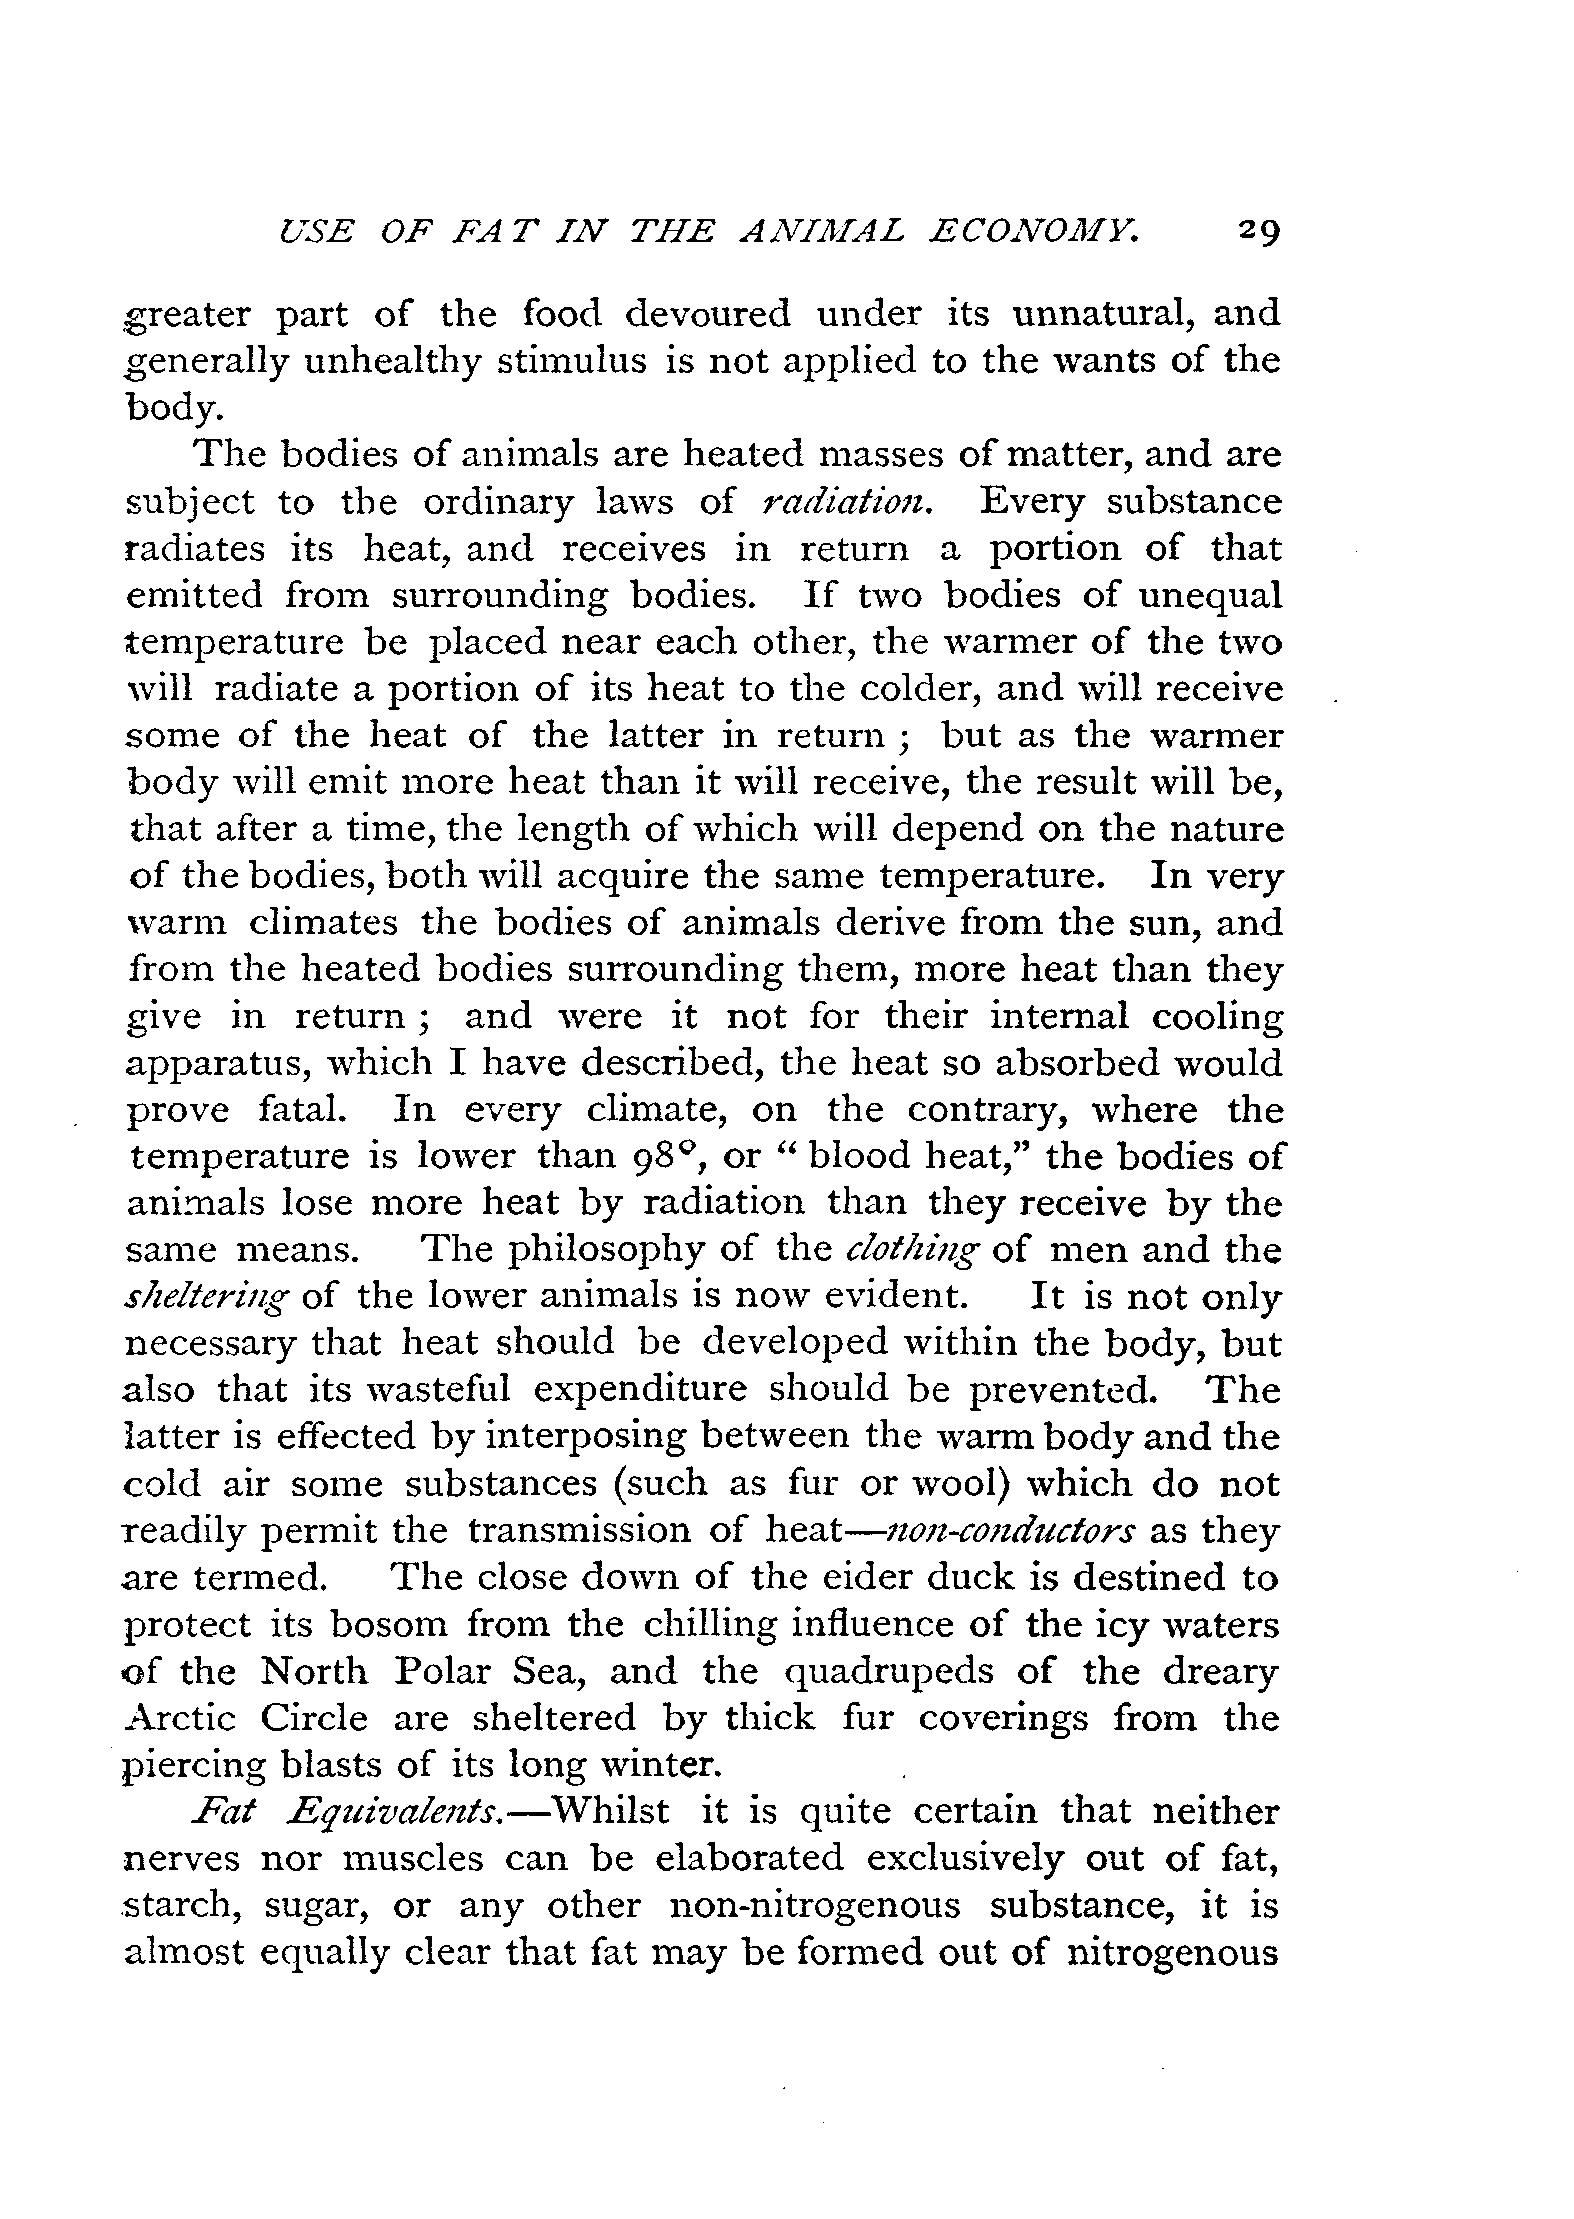 USE OF FAT IN THE ANIMAL ECONOMY. 29
greater part of the food devoured under its unnatural, and
generally unhealthy stimulus is not applied to the wants of the
body.
The bodies of animals are heated masses of matter, and are
subject to the ordinary laws of radiation. Every substance
radiates its heat, and receives in return a portion of that
emitted from surrounding bodies. If two bodies of unequal
temperature be placed near each other, the warmer of the two
will radiate a portion of its heat to the colder, and will receive
some of the heat of the latter in return ; but as the warmer
body will emit more heat than it will receive, the result will be,
that after a time, the length of which will depend on the nature
of the bodies, both will acquire the same temperature. In very
warm climates the bodies of animals derive from the sun, and
from the heated bodies surrounding them, more heat than they
give in return ; and were it not for their internal cooling
apparatus, which I have described, the heat so absorbed would
prove fatal. In every climate, on the contrary, where the
temperature is lower than 98°, or “ blood heat,” the bodies of
animals lose more heat by radiation than they receive by the
same means. The philosophy of the clothing of men and the
sheltering of the lower animals is now evident. It is not only
necessary that heat should be developed within the body, but
also that its wasteful expenditure should be prevented. The
latter is effected by interposing between the warm body and the
cold air some substances (such as fur or wool) which do not
readily permit the transmission of heat—non-conductors as they
are termed. The close down of the eider duck is destined to
protect its bosom from the chilling influence of the icy waters
of the North Polar Sea, and the quadrupeds of the dreary
Arctic Circle are sheltered by thick fur coverings from the
piercing blasts of its long winter.
Fat Equivalents.—Whilst it is quite certain that neither
nerves nor muscles can be elaborated exclusively out of fat,
starch, sugar, or any other non-nitrogenous substance, it is
almost equally clear that fat may be formed out of nitrogenous